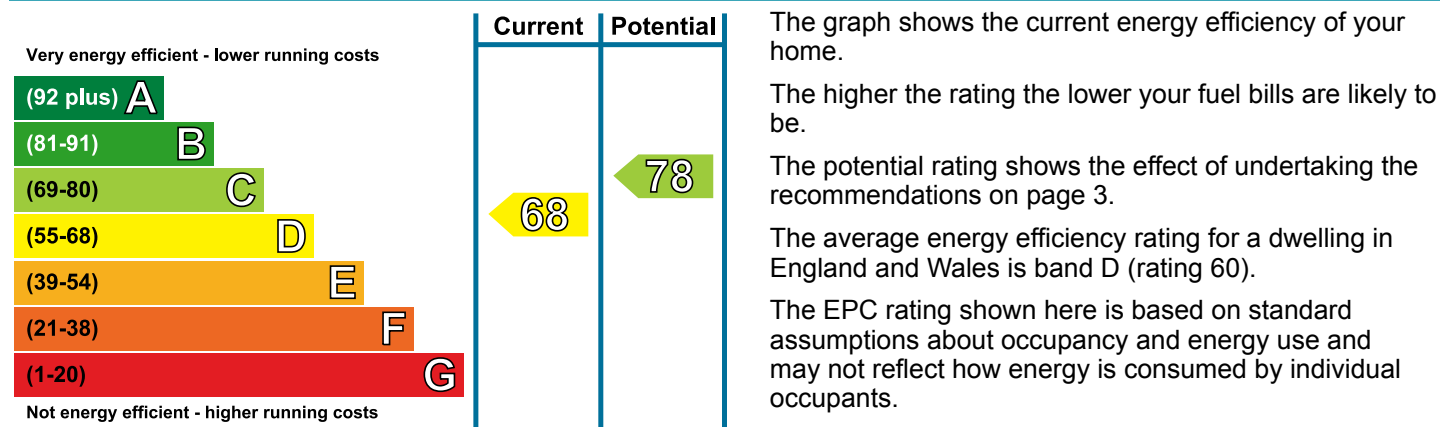 Current Potential
Very energy efficient - lower running costs
(92 plus) A
(81-91) B
(69-80) C
(55-68) D
(39-54) E
(21-38) F
(1-20) G
Not energy efficient - higher running costs
68
78
The graph shows the current energy efficiency of your
home.
The higher the rating the lower your fuel bills are likely to
be.
The potential rating shows the effect of undertaking the
recommendations on page 3.
The average energy efficiency rating for a dwelling in
England and Wales is band D (rating 60).
The EPC rating shown here is based on standard
assumptions about occupancy and energy use and
may not reflect how energy is consumed by individual
occupants.